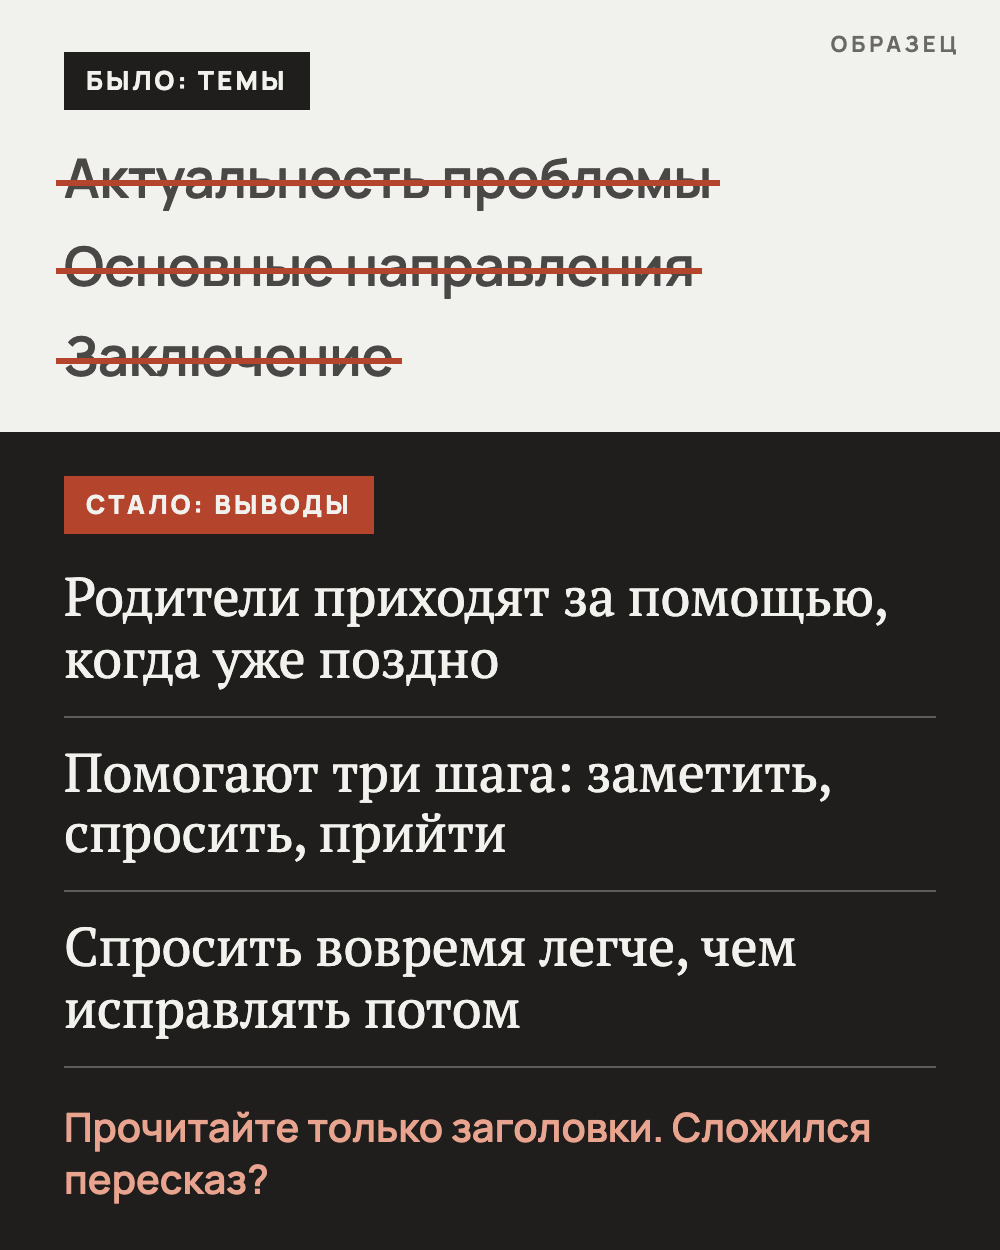 ОБРАЗЕЦ
БЫЛО: ТЕМЫ
Актуальность проблемы
Основные направления
Заключение
СТАЛО: ВЫВОДЫ
Родители приходят за помощью,
когда уже поздно
Помогают три шага: заметить,
спросить, прийти
Спросить вовремя легче, чем
исправлять потом
Прочитайте только заголовки. Сложился
пересказ?